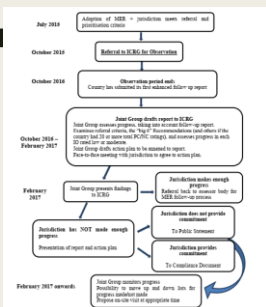 July 2015
Adoption of MER + jurisdiction meets referral and
prioritisation criteria
October 2015
Referral to ICRG for Observation
October 2016
Observation period ends:
Country has submitted its first enhanced follow up report
October 2016 –
February
2017
Joint Group drafts report to ICRG
Joint Group assesses progress, taking into account follow-up report.
Examines referral criteria, the "big 6" Recommendations (and others if the
country had 20 or more total PC/NC ratings), and assesses progress in each
IO rated low or moderate.
Joint Group drafts action plan to be annexed to report.
Face-to-face meeting with jurisdiction to agree to action plan.
February
2017
Joint Group presents findings
to ICRG
Jurisdiction makes enough
progress
Referral back to assessor body for
MER follow-up process
Jurisdiction has NOT made enough
progress
Presentation of report and action plan
Jurisdiction does not provide
commitment
To Public Statement
Jurisdiction provides
commitment
To Compliance Document
February 2017 onwards
Joint Group monitors progress
Possibility to move up and down lists for
progress made/not made
Propose on-site visit at appropriate time